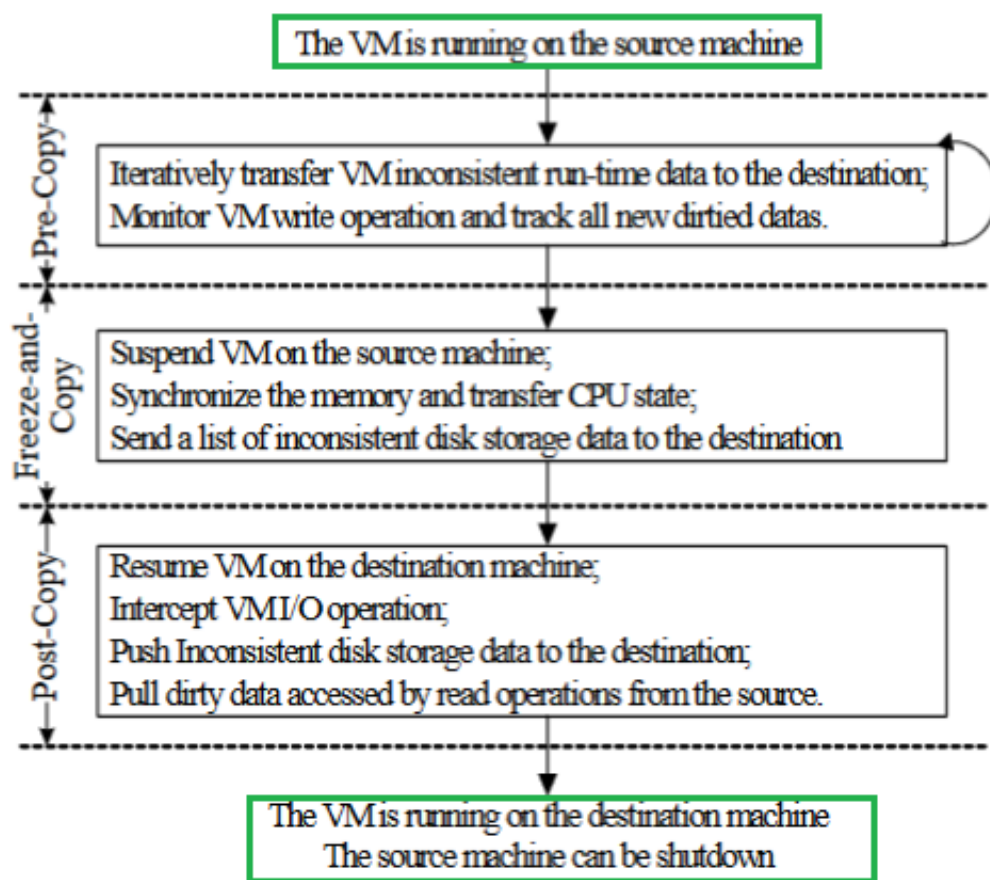 The VM is running on the source machine
Pre-Copy
Iteratively transfer VM inconsistent run-time data to the destination;
Monitor VM write operation and track all new dirtied datas.
Freeze-and-
Copy
Suspend VM on the source machine;
Synchronize the memory and transfer CPU state;
Send a list of inconsistent disk storage data to the destination
Post-Copy
Resume VM on the destination machine;
Intercept VM I/O operation;
Push Inconsistent disk storage data to the destination;
Pull dirty data accessed by read operations from the source.
The VM is running on the destination machine
The source machine can be shutdown